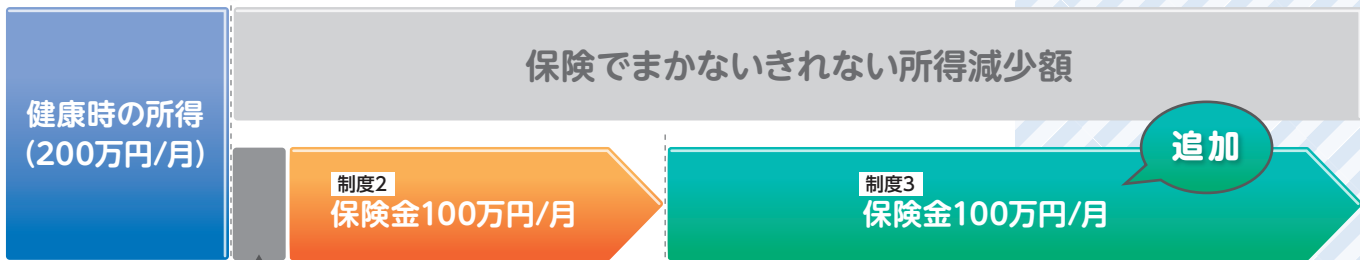 健康時の所得
(200万円/月)
保険でまかないきれない所得減少額
追加
制度2
保険金100万円/月
制度3
保険金100万円/月